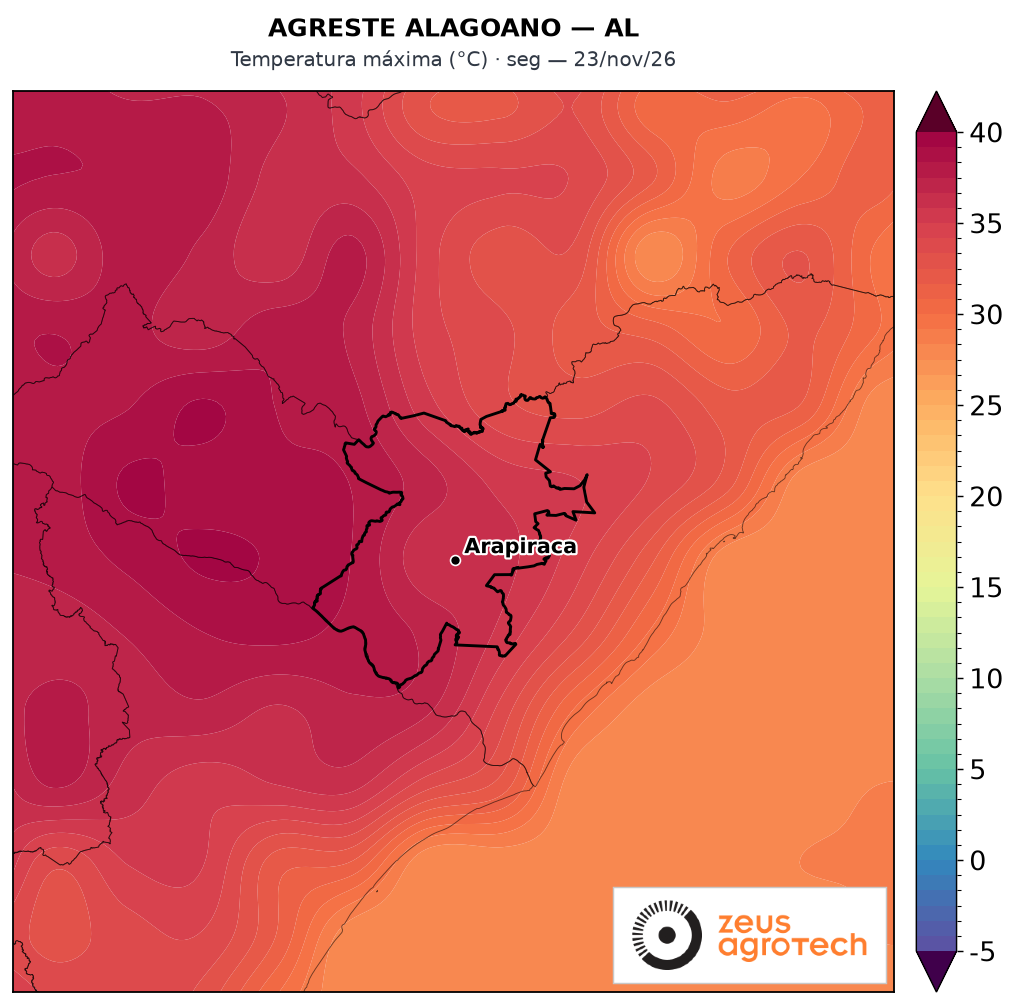 AGRESTE ALAGOANO — AL
Temperatura máxima (°C) · seg — 23/nov/26
40
35
30
25
20
15
10
5
0
-5
Arapiraca
zeus
agrotech